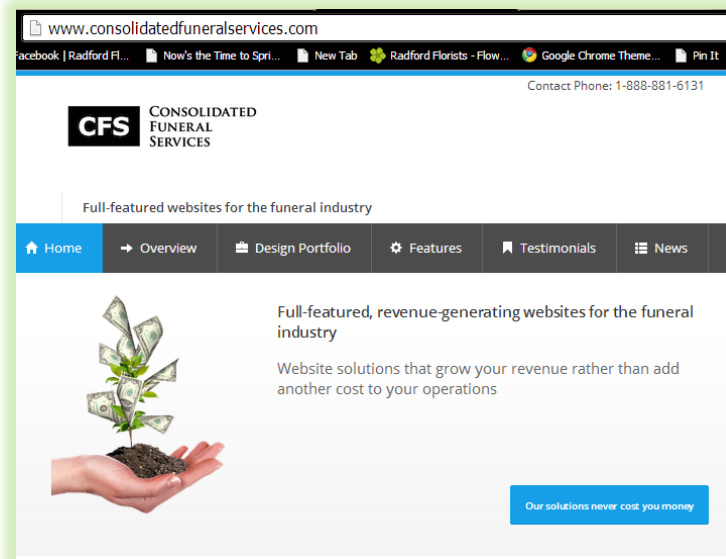 www.consolidatedfuneralservices.com
Facebook | Radford Fl... Now's the Time to Spri... New Tab Radford Florists - Flow... Google Chrome Theme... Pin It
Contact Phone: 1-888-881-6131
CFS
CONSOLIDATED
FUNERAL
SERVICES
Full-featured websites for the funeral industry
Home Overview Design Portfolio Features Testimonials News
Full-featured, revenue-generating websites for the funeral
industry
Website solutions that grow your revenue rather than add
another cost to your operations
Our solutions never cost you money